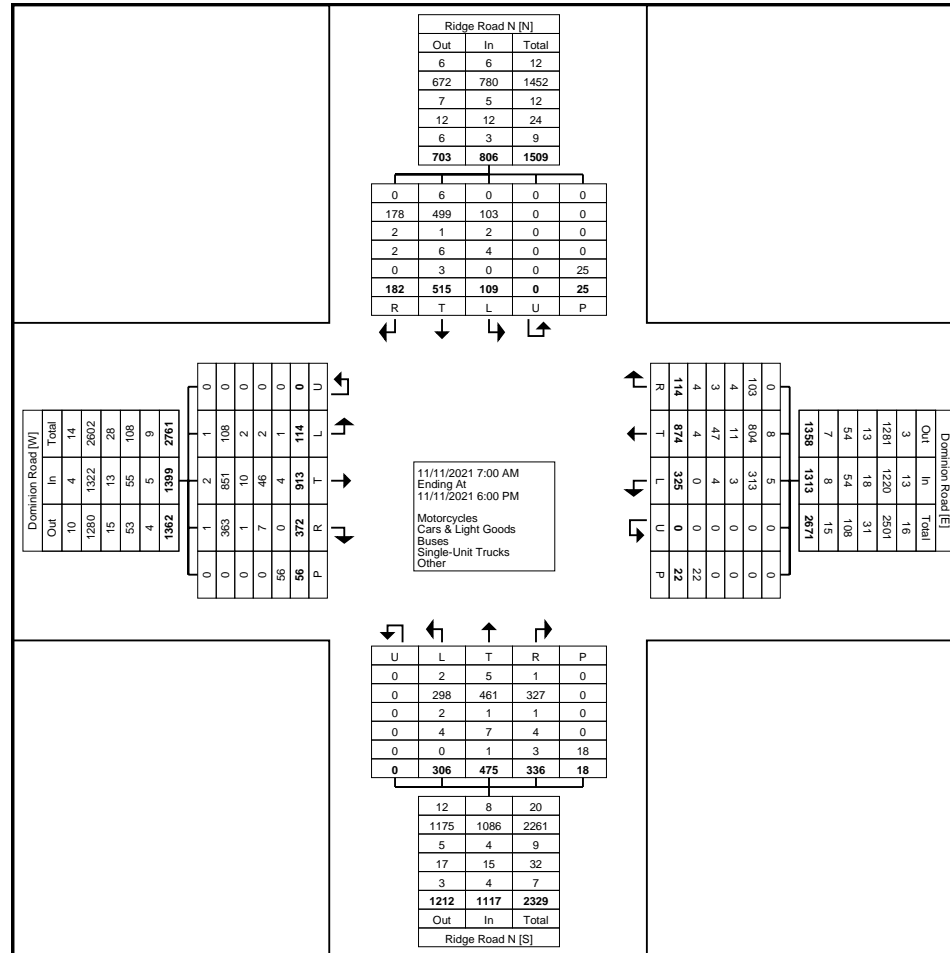 Ridge Road N [N]
Out In Total
6 6 12
672 780 1452
7 5 12
12 12 24
6 3 9
703 806 1509
0 6 0 0 0
178 499 103 0 0
2 1 2 0 0
2 6 4 0 0
0 3 0 0 25
182 515 109 0 25
R T L U P
U L T R P
0 114 913 372 56
0 1 4 0 56
0 2 46 7 0
0 2 10 1 0
0 108 851 363 0
0 1 2 1 0
2761 1399 1362
9 5 4
108 55 53
28 13 15
2602 1322 1280
14 4 10
Total In Out
Dominion Road [W]
11/11/2021 7:00 AM
Ending At
11/11/2021 6:00 PM
Motorcycles
Cars & Light Goods
Buses
Single-Unit Trucks
Other
Dominion Road [E]
Out In Total
3 13 16
1281 1220 2501
13 18 31
54 54 108
7 8 15
1358 1313 2671
0 8 5 0 0
103 804 313 0 0
4 11 3 0 0
3 47 4 0 0
4 4 0 0 22
114 874 325 0 22
R T L U P
U L T R P
0 2 5 1 0
0 298 461 327 0
0 2 1 1 0
0 4 7 4 0
0 0 1 3 18
0 306 475 336 18
12 8 20
1175 1086 2261
5 4 9
17 15 32
3 4 7
1212 1117 2329
Out In Total
Ridge Road N [S]